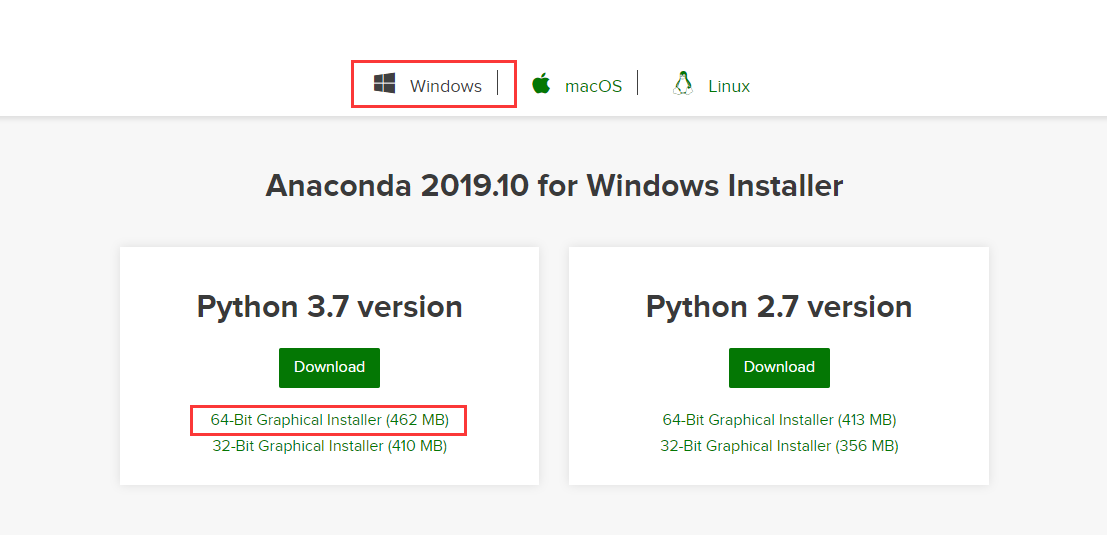 Windows macOS Linux
Anaconda 2019.10 for Windows Installer
Python 3.7 version
Download
64-Bit Graphical Installer (462 MB)
32-Bit Graphical Installer (410 MB)
Python 2.7 version
Download
64-Bit Graphical Installer (413 MB)
32-Bit Graphical Installer (356 MB)